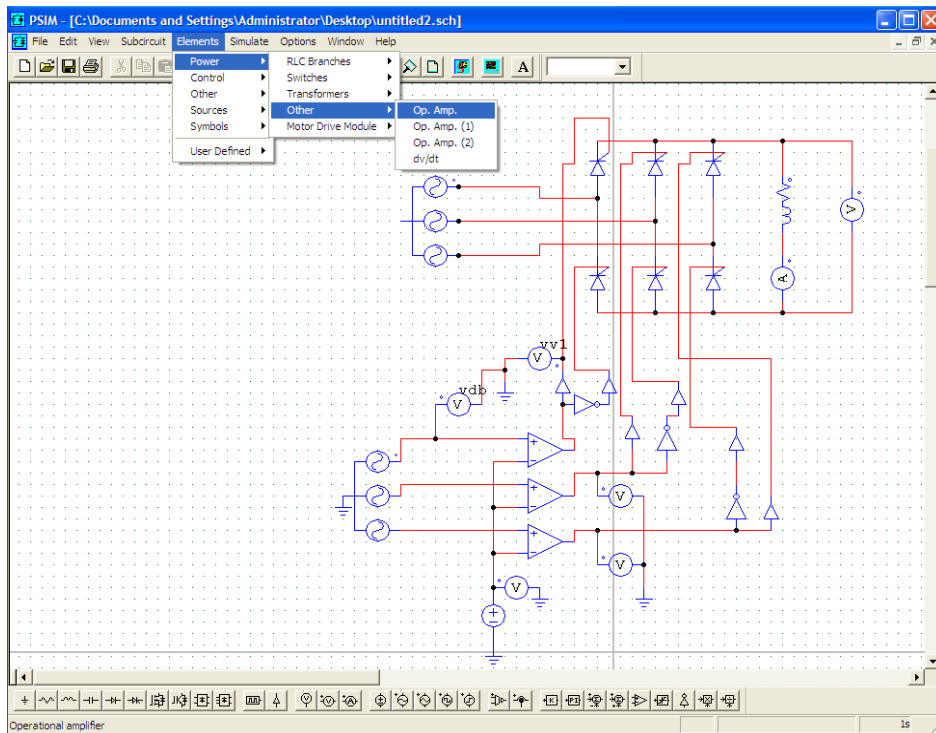 PSIM - [C:\Documents and Settings\Administrator\Desktop\untitled2.sch]
File Edit View Subcircuit Elements Simulate Options Window Help
A
Power
Control
Other
Sources
Symbols
User Defined
RLC Branches
Switches
Transformers
Other
Motor Drive Module
Op. Amp.
Op. Amp. (1)
Op. Amp. (2)
dv/dt
V
A
vv1
V
vdb
V
V
V
V
Operational amplifier
1s